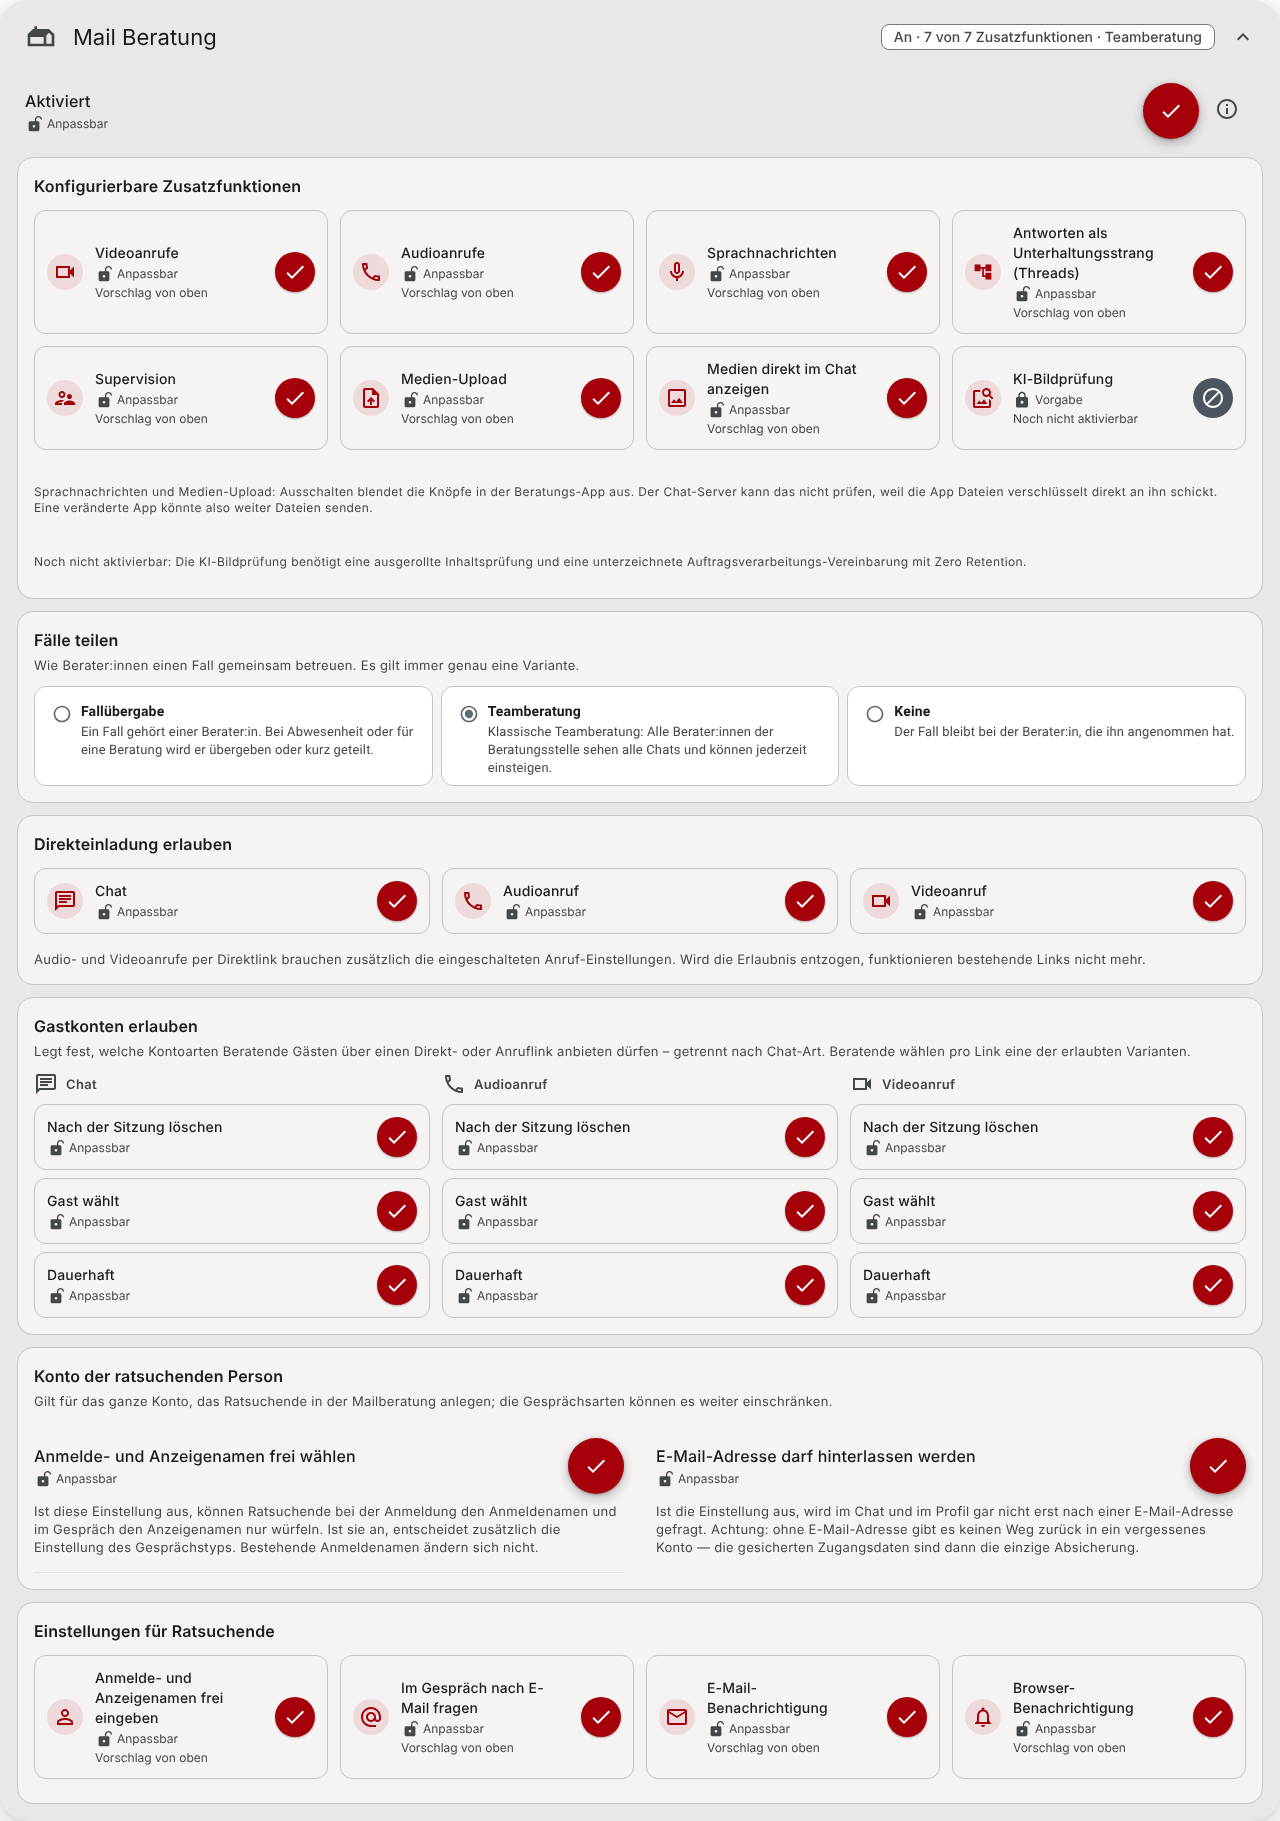 Mail Beratung
An · 7 von 7 Zusatzfunktionen · Teamberatung
Aktiviert
Anpassbar
Konfigurierbare Zusatzfunktionen
Videoanrufe
Anpassbar
Vorschlag von oben
Audioanrufe
Anpassbar
Vorschlag von oben
Sprachnachrichten
Anpassbar
Vorschlag von oben
Antworten als
Unterhaltungsstrang
(Threads)
Anpassbar
Vorschlag von oben
Supervision
Anpassbar
Vorschlag von oben
Medien-Upload
Anpassbar
Vorschlag von oben
Medien direkt im Chat
anzeigen
Anpassbar
Vorschlag von oben
KI-Bildprüfung
Vorgabe
Noch nicht aktivierbar
Sprachnachrichten und Medien-Upload: Ausschalten blendet die Knöpfe in der Beratungs-App aus. Der Chat-Server kann das nicht prüfen, weil die App Dateien verschlüsselt direkt an ihn schickt.
Eine veränderte App könnte also weiter Dateien senden.
Noch nicht aktivierbar: Die KI-Bildprüfung benötigt eine ausgerollte Inhaltsprüfung und eine unterzeichnete Auftragsverarbeitungs-Vereinbarung mit Zero Retention.
Fälle teilen
Wie Berater:innen einen Fall gemeinsam betreuen. Es gilt immer genau eine Variante.
Fallübergabe
Ein Fall gehört einer Berater:in. Bei Abwesenheit oder für
eine Beratung wird er übergeben oder kurz geteilt.
Teamberatung
Klassische Teamberatung: Alle Berater:innen der
Beratungsstelle sehen alle Chats und können jederzeit
einsteigen.
Keine
Der Fall bleibt bei der Berater:in, die ihn angenommen hat.
Direkteinladung erlauben
Chat
Anpassbar
Audioanruf
Anpassbar
Videoanruf
Anpassbar
Audio- und Videoanrufe per Direktlink brauchen zusätzlich die eingeschalteten Anruf-Einstellungen. Wird die Erlaubnis entzogen, funktionieren bestehende Links nicht mehr.
Gastkonten erlauben
Legt fest, welche Kontoarten Beratende Gästen über einen Direkt- oder Anruflink anbieten dürfen – getrennt nach Chat-Art. Beratende wählen pro Link eine der erlaubten Varianten.
Chat
Audioanruf
Videoanruf
Nach der Sitzung löschen
Anpassbar
Nach der Sitzung löschen
Anpassbar
Nach der Sitzung löschen
Anpassbar
Gast wählt
Anpassbar
Gast wählt
Anpassbar
Gast wählt
Anpassbar
Dauerhaft
Anpassbar
Dauerhaft
Anpassbar
Dauerhaft
Anpassbar
Konto der ratsuchenden Person
Gilt für das ganze Konto, das Ratsuchende in der Mailberatung anlegen; die Gesprächsarten können es weiter einschränken.
Anmelde- und Anzeigenamen frei wählen
Anpassbar
Ist diese Einstellung aus, können Ratsuchende bei der Anmeldung den Anmeldenamen und
im Gespräch den Anzeigenamen nur würfeln. Ist sie an, entscheidet zusätzlich die
Einstellung des Gesprächstyps. Bestehende Anmeldenamen ändern sich nicht.
E-Mail-Adresse darf hinterlassen werden
Anpassbar
Ist die Einstellung aus, wird im Chat und im Profil gar nicht erst nach einer E-Mail-Adresse
gefragt. Achtung: ohne E-Mail-Adresse gibt es keinen Weg zurück in ein vergessenes
Konto — die gesicherten Zugangsdaten sind dann die einzige Absicherung.
Einstellungen für Ratsuchende
Anmelde- und
Anzeigenamen frei
eingeben
Anpassbar
Vorschlag von oben
Im Gespräch nach E-
Mail fragen
Anpassbar
Vorschlag von oben
E-Mail-
Benachrichtigung
Anpassbar
Vorschlag von oben
Browser-
Benachrichtigung
Anpassbar
Vorschlag von oben